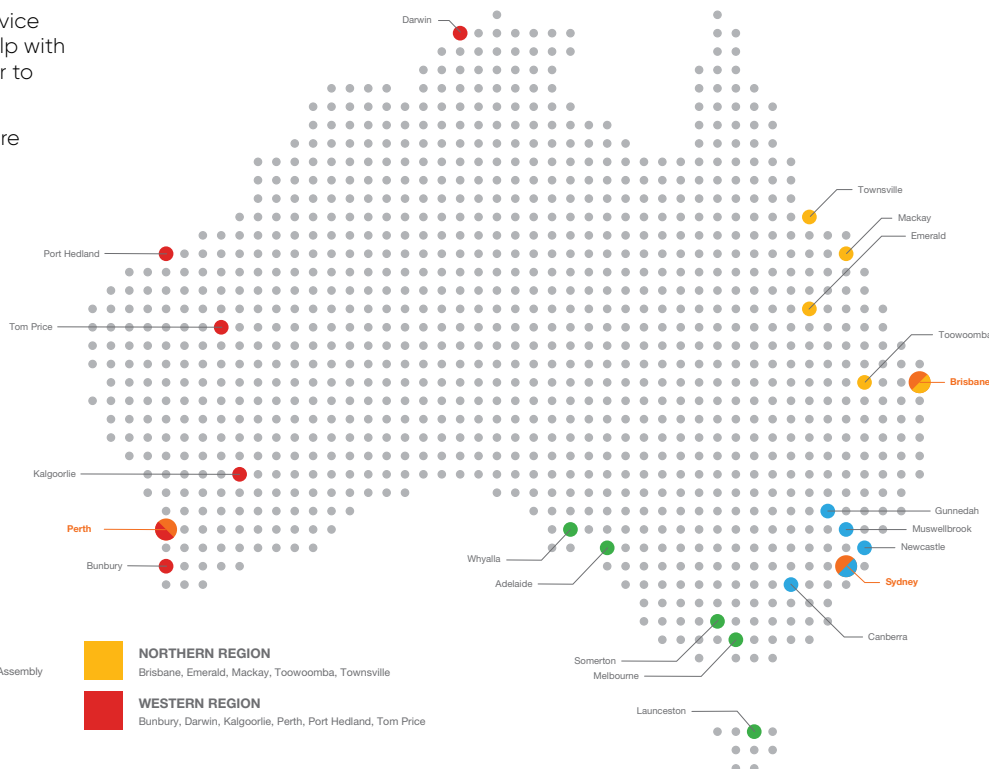 vice
lp with
r to
re
Darwin
Townsville
Mackay
Emerald
Port Hedland
Tom Price
Toowoomba
Brisbane
Kalgoorlie
Gunnedah
Perth
Muswellbrook
Newcastle
Whyalla
Bunbury
Adelaide
Sydney
Canberra
Somerton
Melbourne
Launceston
Assembly
NORTHERN REGION
Brisbane, Emerald, Mackay, Toowoomba, Townsville
WESTERN REGION
Bunbury, Darwin, Kalgoorlie, Perth, Port Hedland, Tom Price